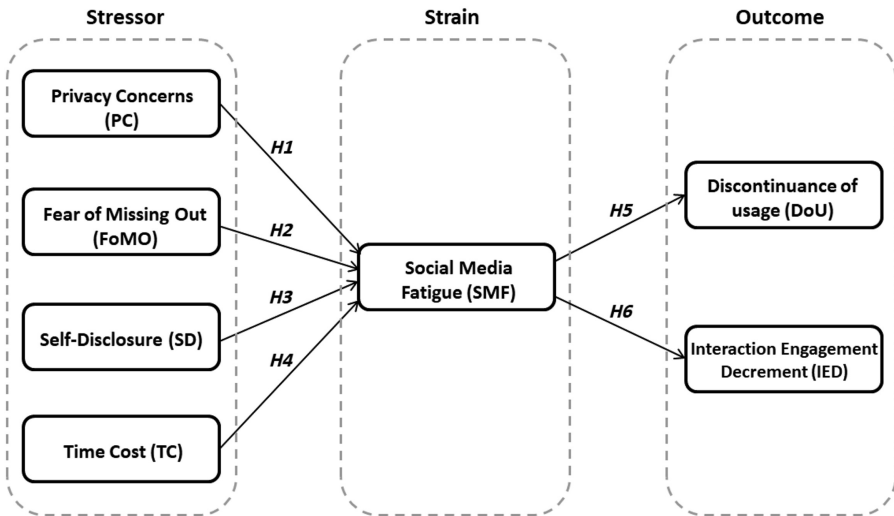 Stressor
Strain
Outcome
Privacy Concerns
(PC)
H1
Fear of Missing Out
(FoMO)
H2
Self-Disclosure (SD)
H3
Time Cost (TC)
H4
Social Media
Fatigue (SMF)
H5
H6
Discontinuance of
usage (DoU)
Interaction Engagement
Decrement (IED)